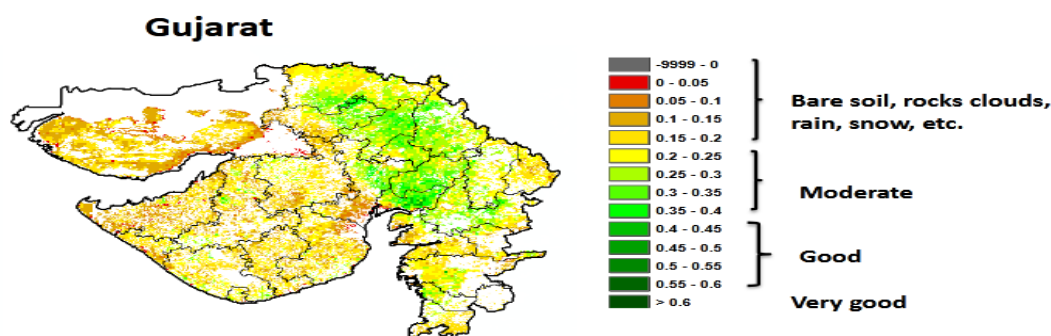 Gujarat
-9999 - 0
0 - 0.05
0.05 - 0.1
0.1 - 0.15
0.15 - 0.2
0.2 - 0.25
0.25 - 0.3
0.3 - 0.35
0.35 - 0.4
0.4 - 0.45
0.45 - 0.5
0.5 - 0.55
0.55 - 0.6
> 0.6
Bare soil, rocks clouds,
rain, snow, etc.
Moderate
Good
Very good